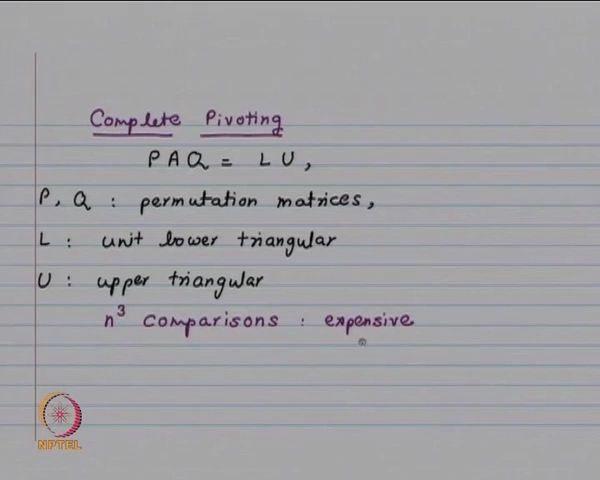 Complete Pivoting
PAQ = LU,
P, Q : permutation matrices,
L : unit lower triangular
U : upper triangular
n³ comparisons : expensive
NPTEL